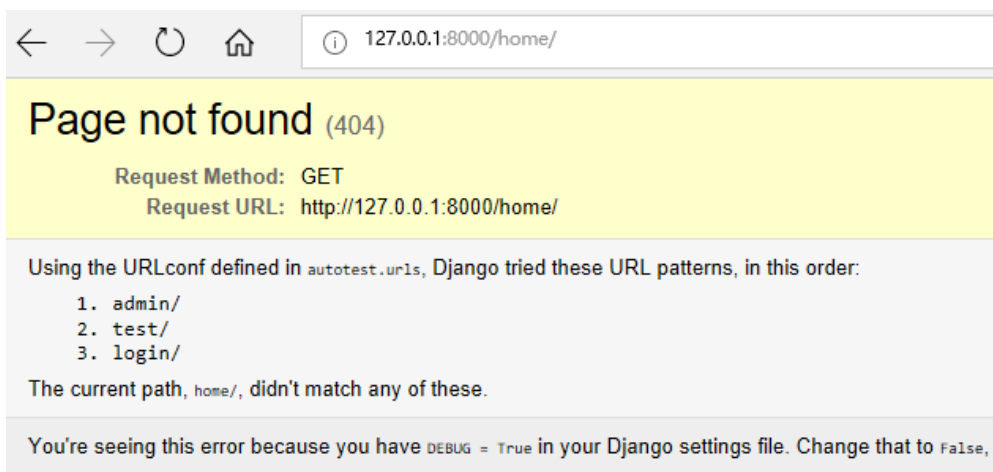 127.0.0.1:8000/home/
Page not found (404)
Request Method: GET
Request URL: http://127.0.0.1:8000/home/
Using the URLconf defined in autotest.urls, Django tried these URL patterns, in this order:
1. admin/
2. test/
3. login/
The current path, home/, didn't match any of these.
You're seeing this error because you have DEBUG = True in your Django settings file. Change that to False,